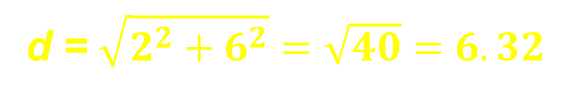 d = √2² + 6² = √40 = 6.32